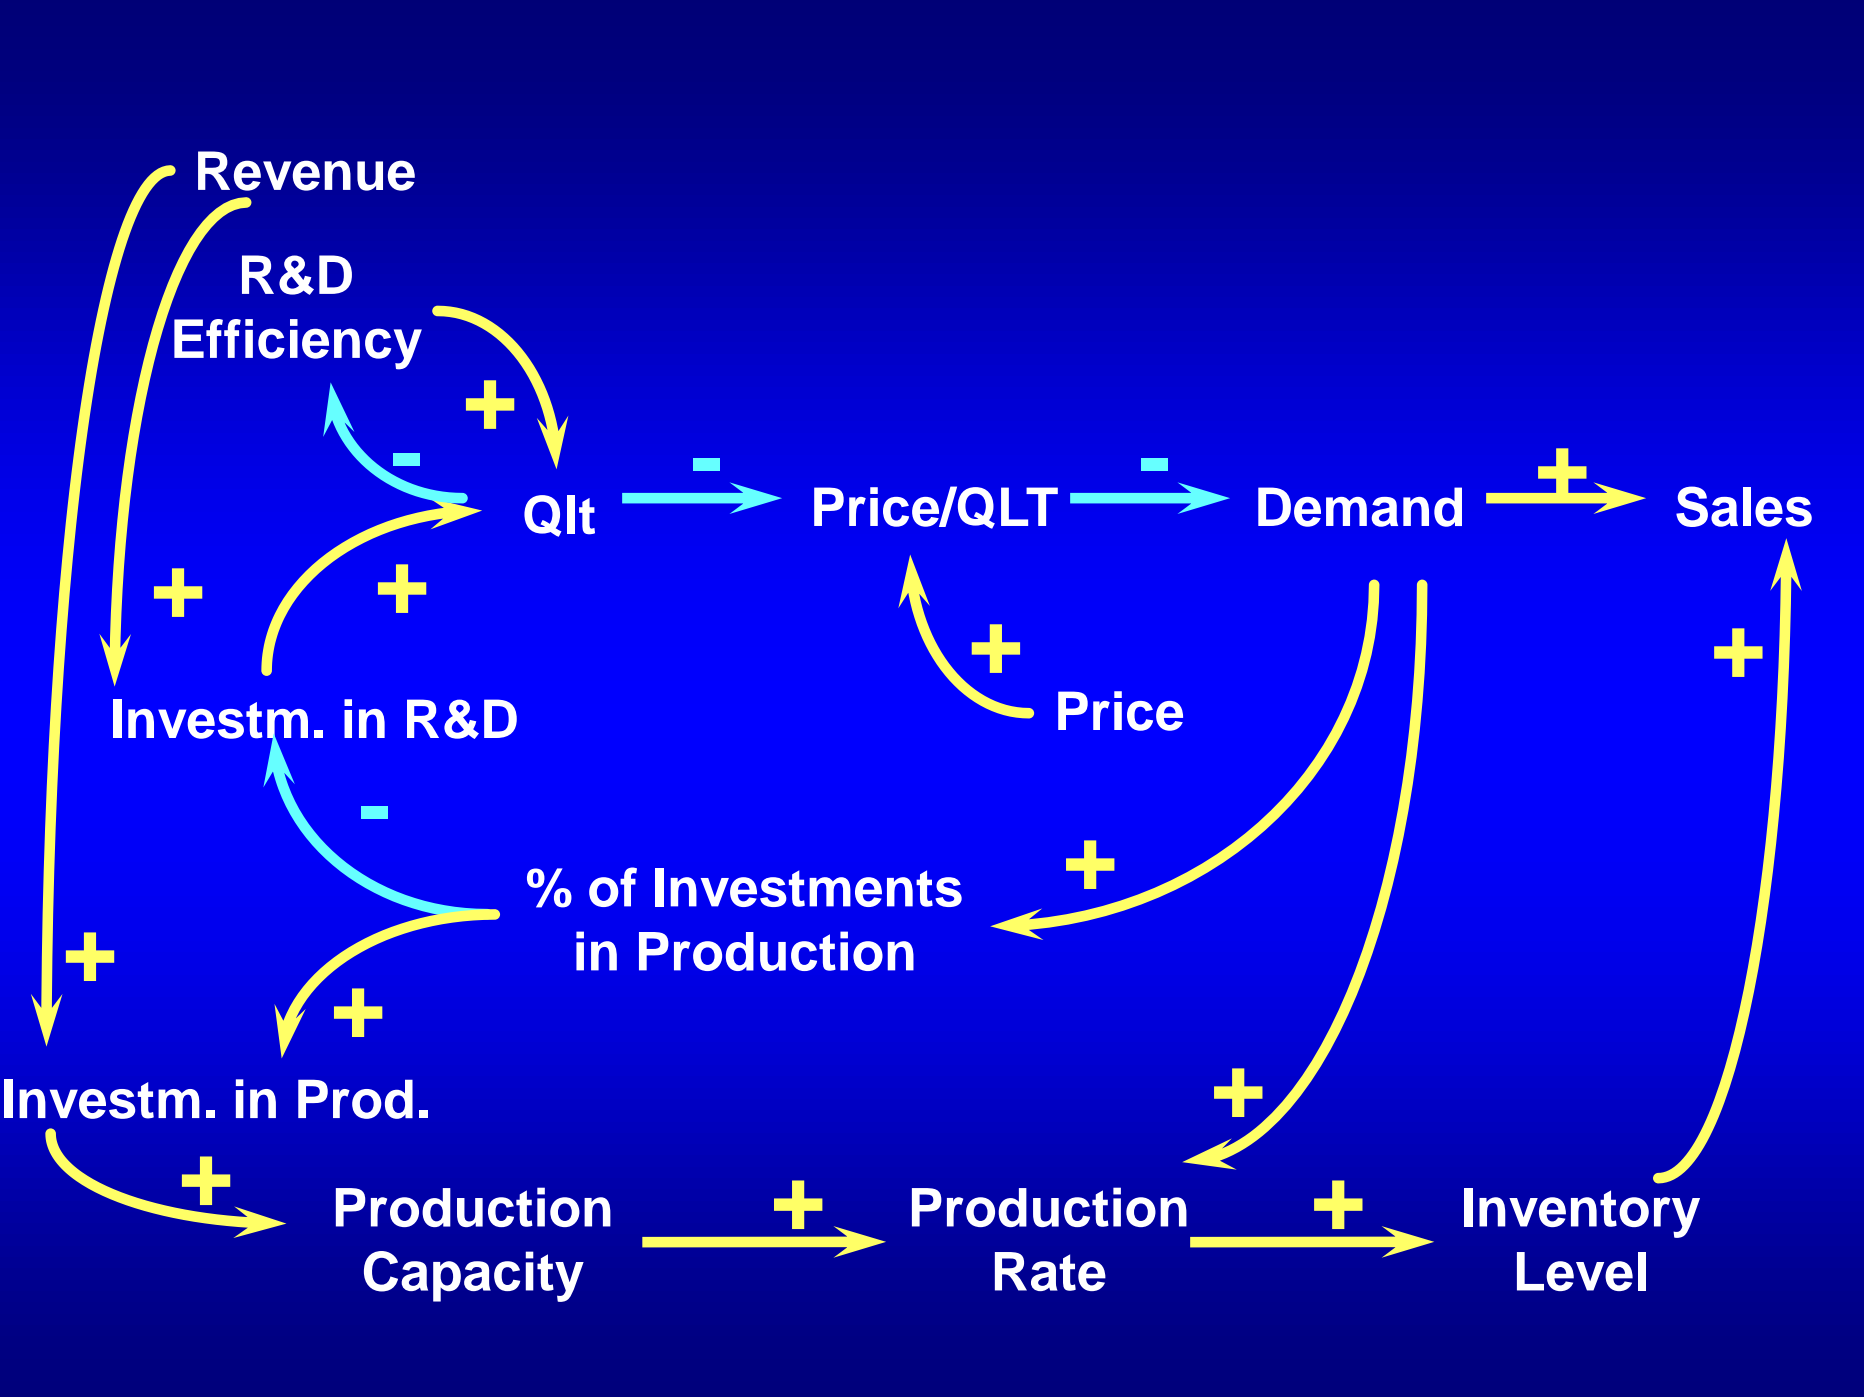 Revenue
R&D
Efficiency
+
-
+
-
-
+
Qlt
Price/QLT
Demand
Sales
+
+
+
+
Investm. in R&D
Price
-
+
% of Investments
in Production
+
+
Investm. in Prod.
+
+
+
+
Production
Capacity
Production
Rate
Inventory
Level